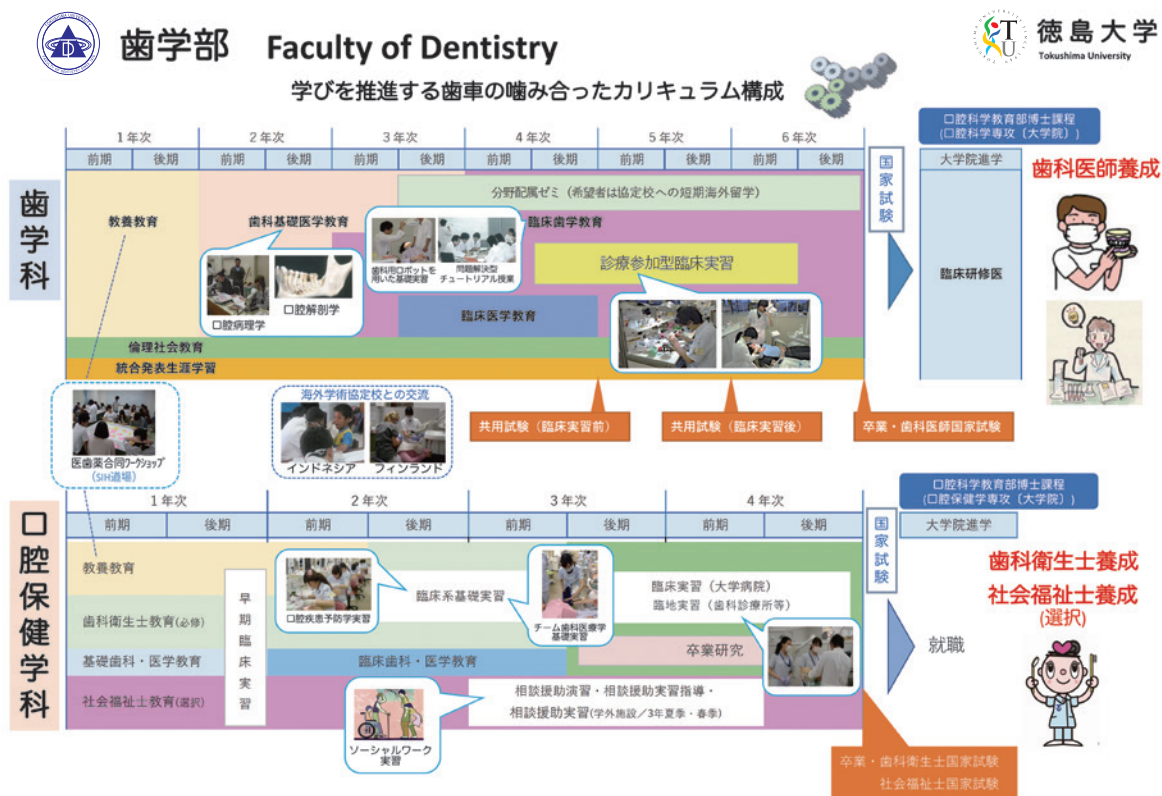 歯学部 Faculty of Dentistry
徳島大学
Tokushima University
学びを推進する歯車の噛み合ったカリキュラム構成
歯学科
1年次
2年次
3年次
4年次
5年次
6年次
前期
後期
前期
後期
前期
後期
前期
後期
前期
後期
前期
後期
国家試験
口腔科学教育部博士課程
(口腔科学専攻〔大学院〕)
大学院進学
歯科医師養成
分野配属ゼミ (希望者は協定校への短期海外留学)
教養教育
歯科基礎医学教育
臨床歯学教育
歯科用ロボットを
用いた基礎実習
問題解決型
チュートリアル授業
診療参加型臨床実習
臨床研修医
口腔病理学
口腔解剖学
臨床医学教育
倫理社会教育
統合発表生涯学習
医歯薬合同ワークショップ
(SIH道場)
海外学術協定校との交流
インドネシア
フィンランド
共用試験(臨床実習前)
共用試験(臨床実習後)
卒業・歯科医師国家試験
口腔保健学科
1年次
2年次
3年次
4年次
前期
後期
前期
後期
前期
後期
前期
後期
国家試験
口腔科学教育部博士課程
(口腔保健学専攻〔大学院〕)
大学院進学
歯科衛生士養成
社会福祉士養成
(選択)
教養教育
早期臨床実習
口腔疾患予防学実習
臨床系基礎実習
チーム歯科医療学
基礎実習
臨床実習(大学病院)
臨地実習(歯科診療所等)
歯科衛生士教育(必修)
卒業研究
就職
基礎歯科・医学教育
臨床歯科・医学教育
社会福祉士教育(選択)
ソーシャルワーク
実習
相談援助演習・相談援助実習指導・
相談援助実習(学外施設/3年夏季・春季)
卒業・歯科衛生士国家試験
社会福祉士国家試験